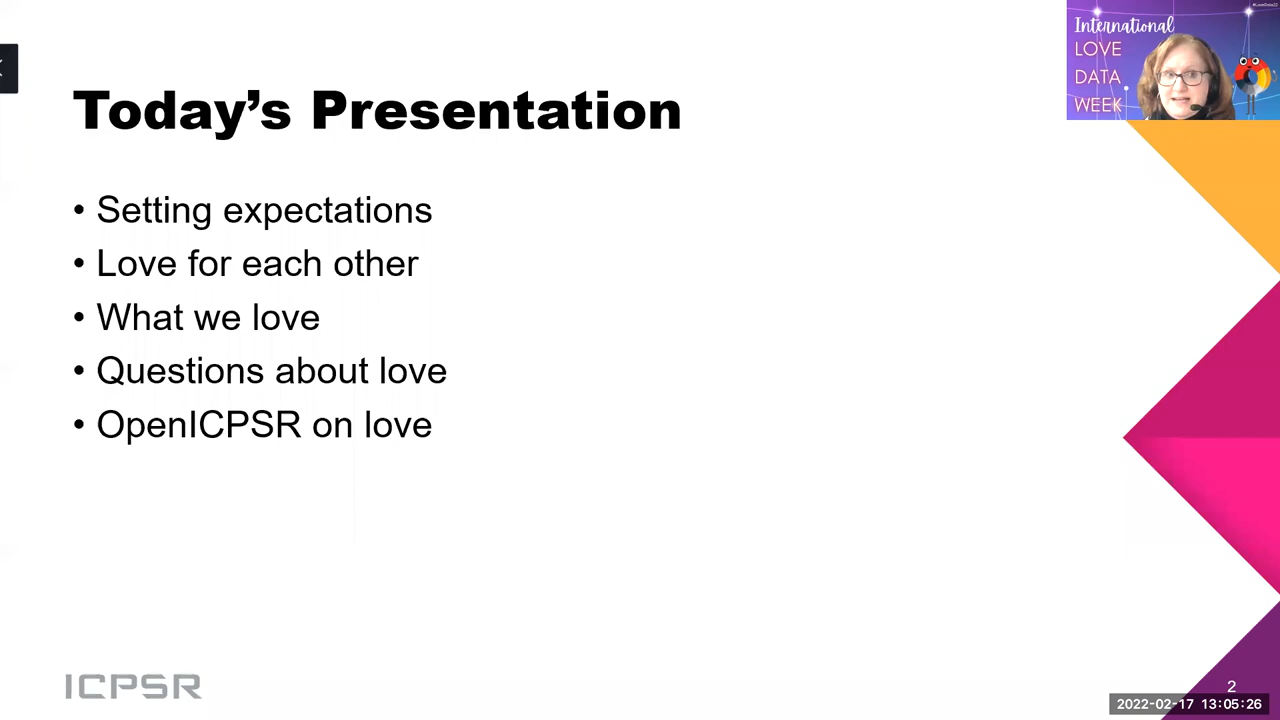 #LoveData22
International
LOVE
DATA
WEEK
Today’s Presentation
• Setting expectations
• Love for each other
• What we love
• Questions about love
• OpenICPSR on love
ICPSR
2
2022-02-17 13:05:26